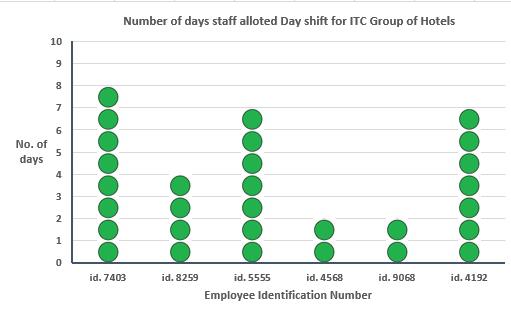 Number of days staff alloted Day shift for ITC Group of Hotels
10
9
8
7
6
5
4
3
2
1
0
No. of
days
id. 7403 id. 8259 id. 5555 id. 4568 id. 9068 id. 4192
Employee Identification Number